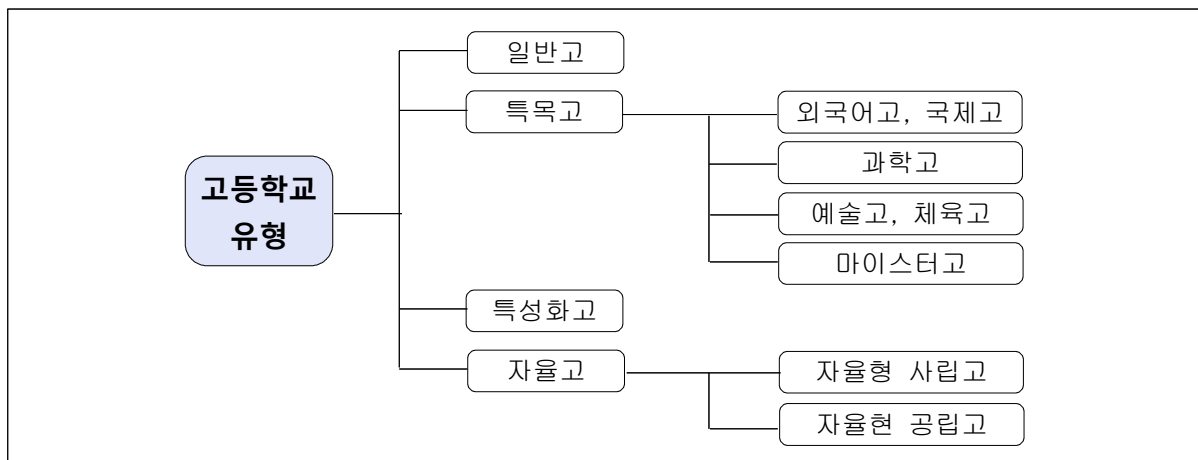 고등학교
유형
일반고
특목고
외국어고, 국제고
과학고
예술고, 체육고
마이스터고
특성화고
자율고
자율형 사립고
자율현 공립고